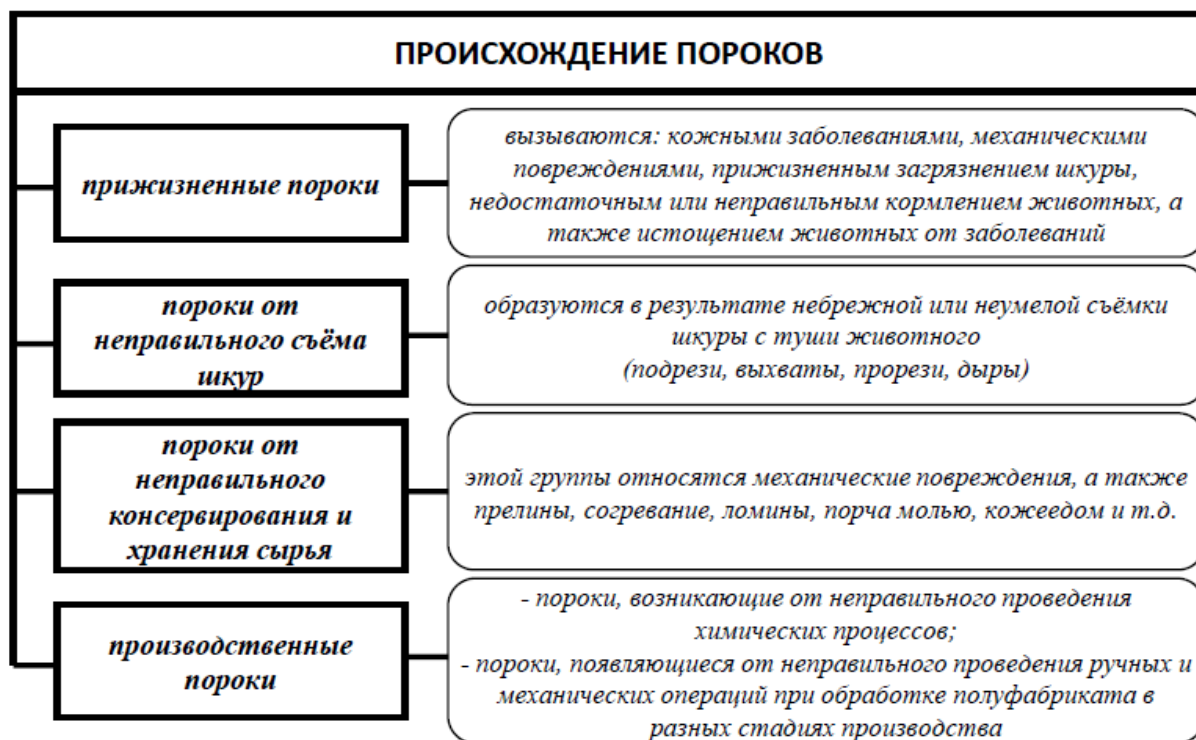 ПРОИСХОЖДЕНИЕ ПОРОКОВ
прижизненные пороки
вызываются: кожными заболеваниями, механическими
повреждениями, прижизненным загрязнением шкуры,
недостаточным или неправильным кормлением животных, а
также истощением животных от заболеваний
пороки от
неправильного съёма
шкур
образуются в результате небрежной или неумелой съёмки
шкуры с туши животного
(подрези, выхваты, прорези, дыры)
пороки от
неправильного
консервирования и
хранения сырья
этой группы относятся механические повреждения, а также
прелины, согревание, ломины, порча молью, кожеедом и т.д.
производственные
пороки
- пороки, возникающие от неправильного проведения
химических процессов;
- пороки, появляющиеся от неправильного проведения ручных и
механических операций при обработке полуфабриката в
разных стадиях производства